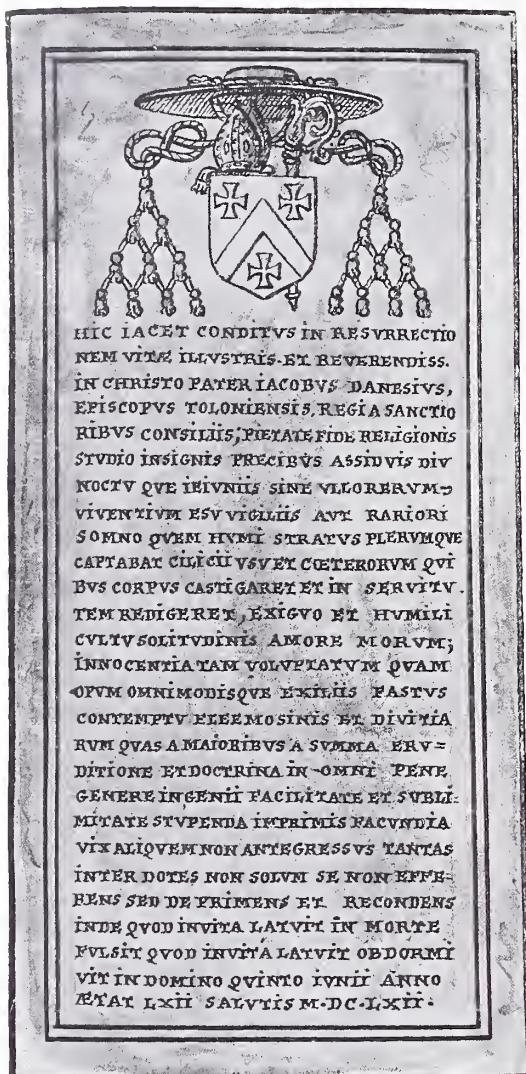 HIC IACET CONDITVS IN RESVRRECTIO
NEM VITÆ ILLVSTRIS. ET REVERENDISS.
IN CHRISTO PATER IACOBVS DANESIVS,
EPISCOPVS TOLONIENSIS, REGI A SANCTIO
RIBVS CONSILIIS, PIETATE FIDE RELIGIONIS
STVDIO INSIGNIS PRECIBVS ASSIDVIS DIV
NOCTV QVE IEIVNIIS SINE VLLO RERVM
VIVENTIVM ESV VIGILIIS AVT RARIORI
SOMNO QVEM HVMI STRATVS PLERVMQVE
CAPTABAT CILICII VSV ET CŒTERORVM QVI
BVS CORPVS CASTIGARET ET IN SERVITV.
TEM REDIGERET, EXIGVO ET HVMILI
CVLTV SOLITVDINIS AMORE MORVM;
INNOCENTIA TAM VOLVPTATVM QVAM
OPVM OMNIMODISQVE EXILIIS FASTVS
CONTEMPTV ELEEMOSINIS ET DIVITIA
RVM QVAS A MAIORIBVS A SVMMA ERV=
DITIONE ET DOCTRINA IN OMNI PENE
GENERE INGENII FACILITATE ET SVBLI=
MITATE STVPENDA IMPRIMIS FACVNDIA
VIX ALIQVEM NON ANTEGRESSVS TANTAS
INTER DOTES NON SOLVM SE NON EFFE-
RENS SED DEPRIMENS ET RECONDENS
INDE QVOD IN VITA LATVIT IN MORTE
FVLSIT QVOD IN VITA LATVIT OBDORMI
VIT IN DOMINO QVINTO IVNII ANNO
ÆTAT LXII SALVTIS M·DC·LXII·